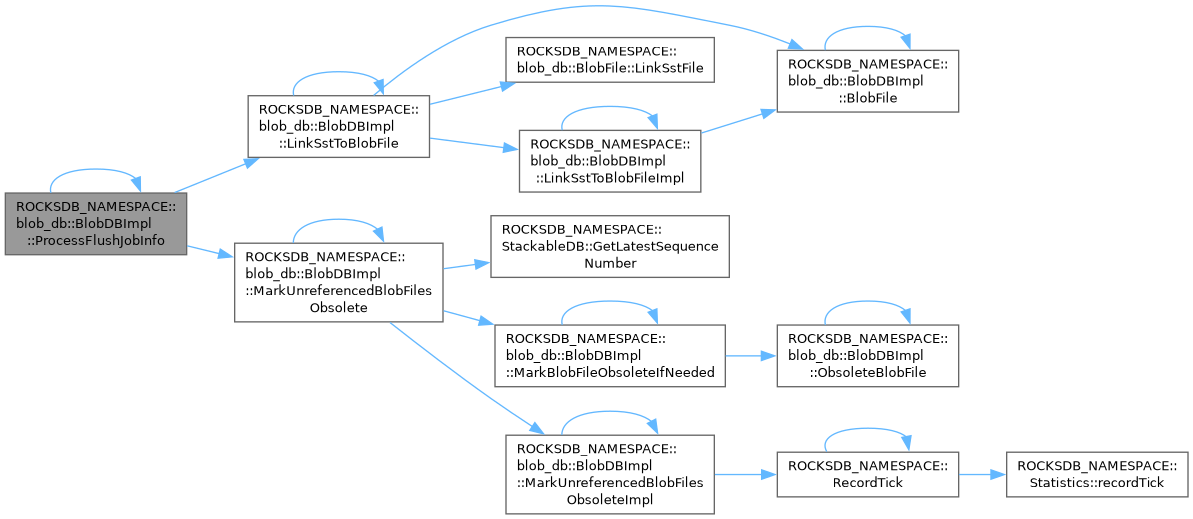 ROCKSDB_NAMESPACE::
blob_db::BlobDBImpl
::ProcessFlushJobInfo
ROCKSDB_NAMESPACE::
blob_db::BlobDBImpl
::LinkSstToBlobFile
ROCKSDB_NAMESPACE::
blob_db::BlobFile::LinkSstFile
ROCKSDB_NAMESPACE::
blob_db::BlobDBImpl
::LinkSstToBlobFileImpl
ROCKSDB_NAMESPACE::
blob_db::BlobDBImpl
::BlobFile
ROCKSDB_NAMESPACE::
blob_db::BlobDBImpl
::MarkUnreferencedBlobFiles
Obsolete
ROCKSDB_NAMESPACE::
StackableDB::GetLatestSequence
Number
ROCKSDB_NAMESPACE::
blob_db::BlobDBImpl
::MarkBlobFileObsoleteIfNeeded
ROCKSDB_NAMESPACE::
blob_db::BlobDBImpl
::ObsoleteBlobFile
ROCKSDB_NAMESPACE::
blob_db::BlobDBImpl
::MarkUnreferencedBlobFiles
ObsoleteImpl
ROCKSDB_NAMESPACE::
RecordTick
ROCKSDB_NAMESPACE::
Statistics::recordTick